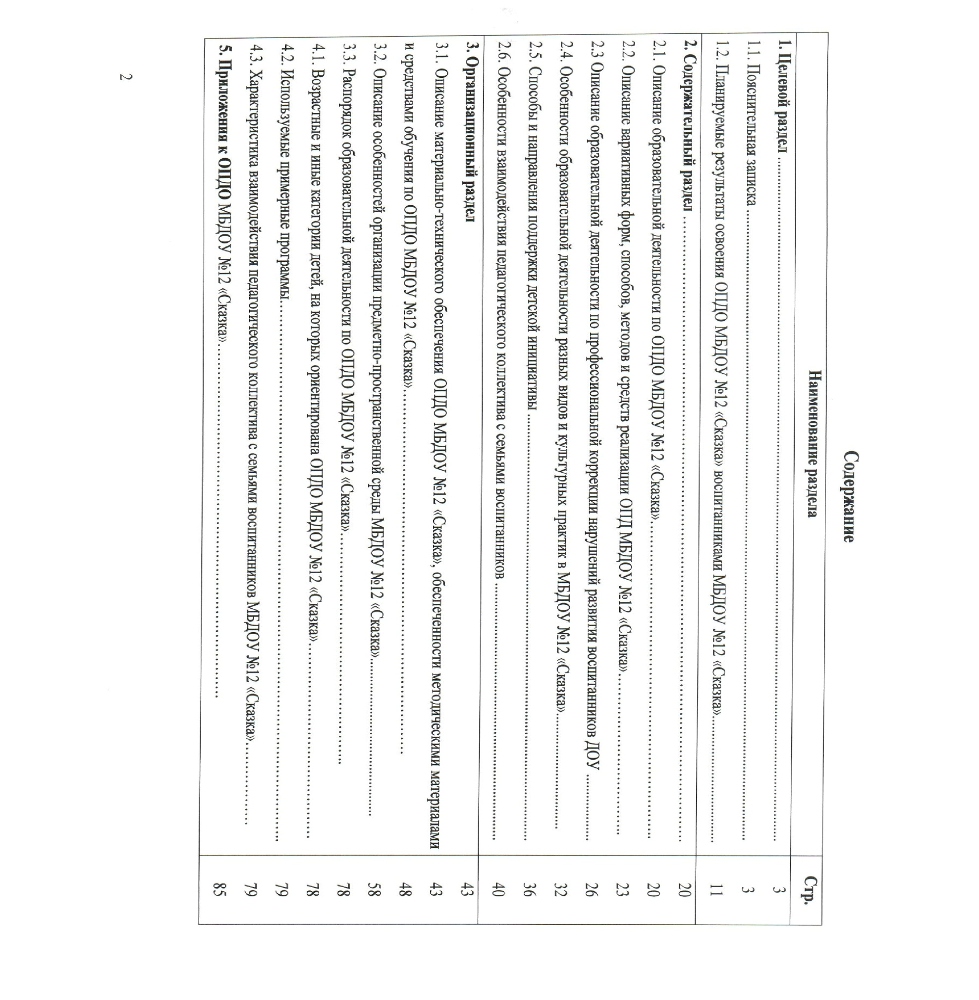 Содержание
Наименование раздела Стр.
1. Целевой раздел ........ 3
1.1. Пояснительная записка ........ 3
1.2. Планируемые результаты освоения ОПДО МБДОУ №12 «Сказка» воспитанниками МБДОУ №12 «Сказка»........ 11
2. Содержательный раздел ........ 20
2.1. Описание образовательной деятельности по ОПДО МБДОУ №12 «Сказка»........ 20
2.2. Описание вариативных форм, способов, методов и средств реализации ОПД МБДОУ №12 «Сказка»........ 23
2.3 Описание образовательной деятельности по профессиональной коррекции нарушений развития воспитанников ДОУ ........ 26
2.4. Особенности образовательной деятельности разных видов и культурных практик в МБДОУ №12 «Сказка»........ 32
2.5. Способы и направления поддержки детской инициативы ........ 36
2.6. Особенности взаимодействия педагогического коллектива с семьями воспитанников ........ 40
3. Организационный раздел 43
3.1. Описание материально-технического обеспечения ОПДО МБДОУ №12 «Сказка», обеспеченности методическими материалами 43
и средствами обучения по ОПДО МБДОУ №12 «Сказка»........ 48
3.2. Описание особенностей организации предметно-пространственной среды МБДОУ №12 «Сказка»........ 58
3.3. Распорядок образовательной деятельности по ОПДО МБДОУ №12 «Сказка»........ 78
4.1. Возрастные и иные категории детей, на которых ориентирована ОПДО МБДОУ №12 «Сказка»........ 78
4.2. Используемые примерные программы........ 79
4.3. Характеристика взаимодействия педагогического коллектива с семьями воспитанников МБДОУ №12 «Сказка»........ 79
5. Приложения к ОПДО МБДОУ №12 «Сказка»........ 85
2